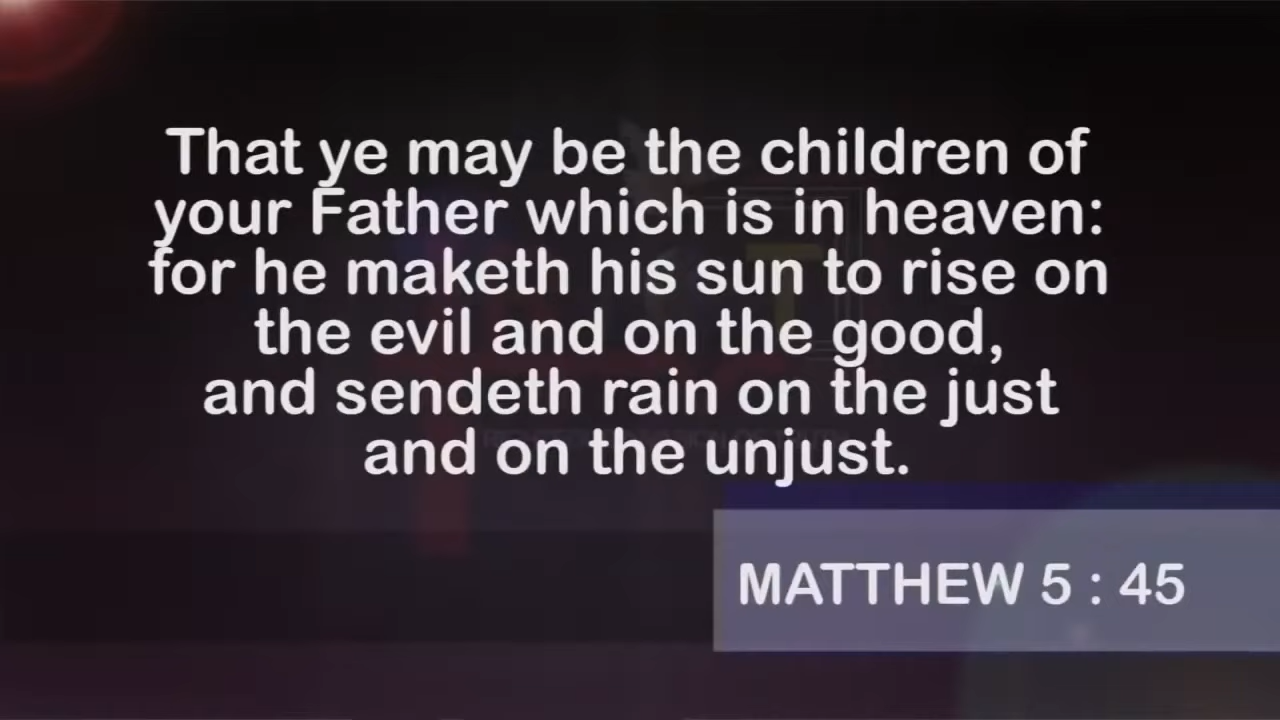 That ye may be the children of
your Father which is in heaven:
for he maketh his sun to rise on
the evil and on the good,
and sendeth rain on the just
and on the unjust.
MATTHEW 5 : 45